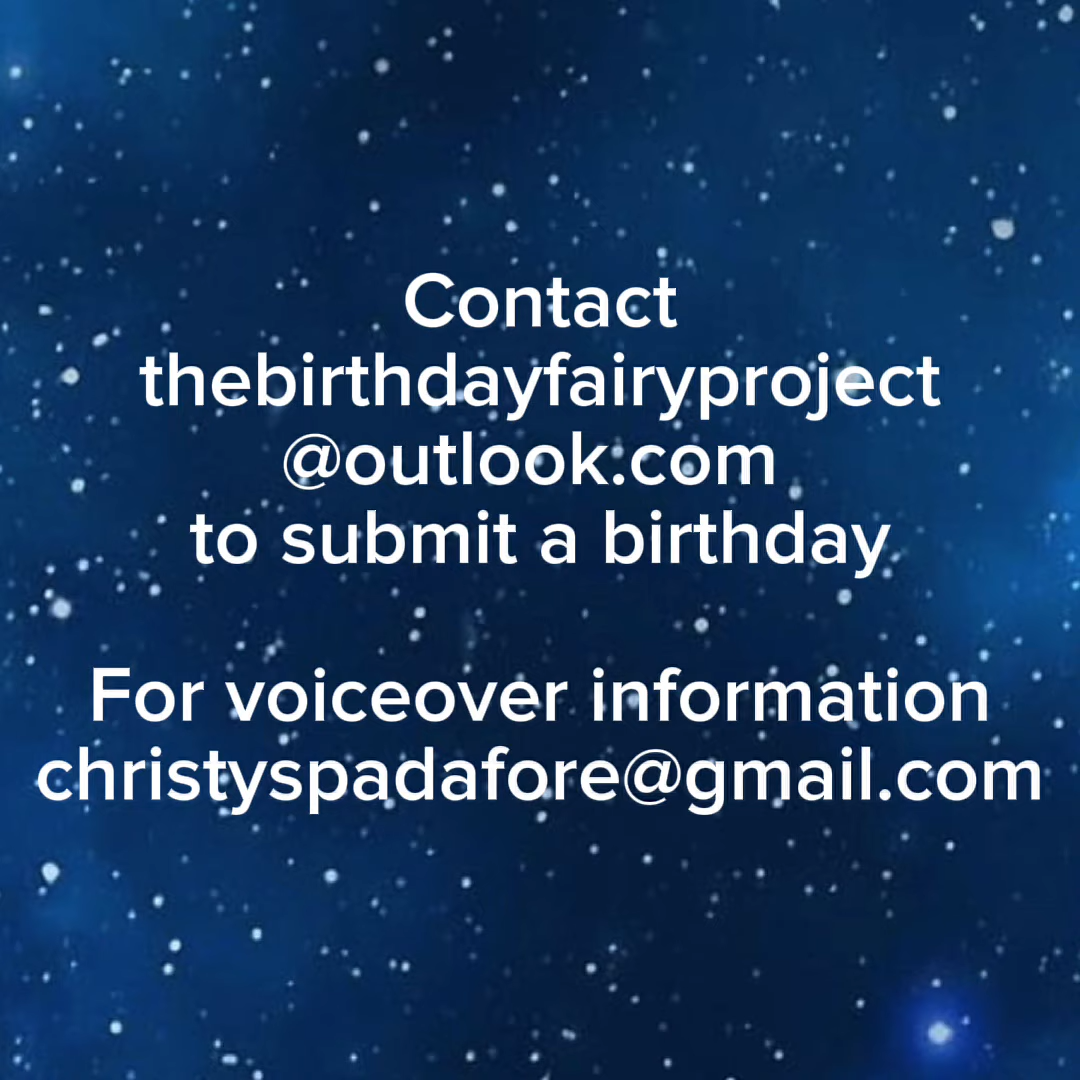 Contact
thebirthdayfairyproject
@outlook.com
to submit a birthday
For voiceover information
christyspadafore@gmail.com